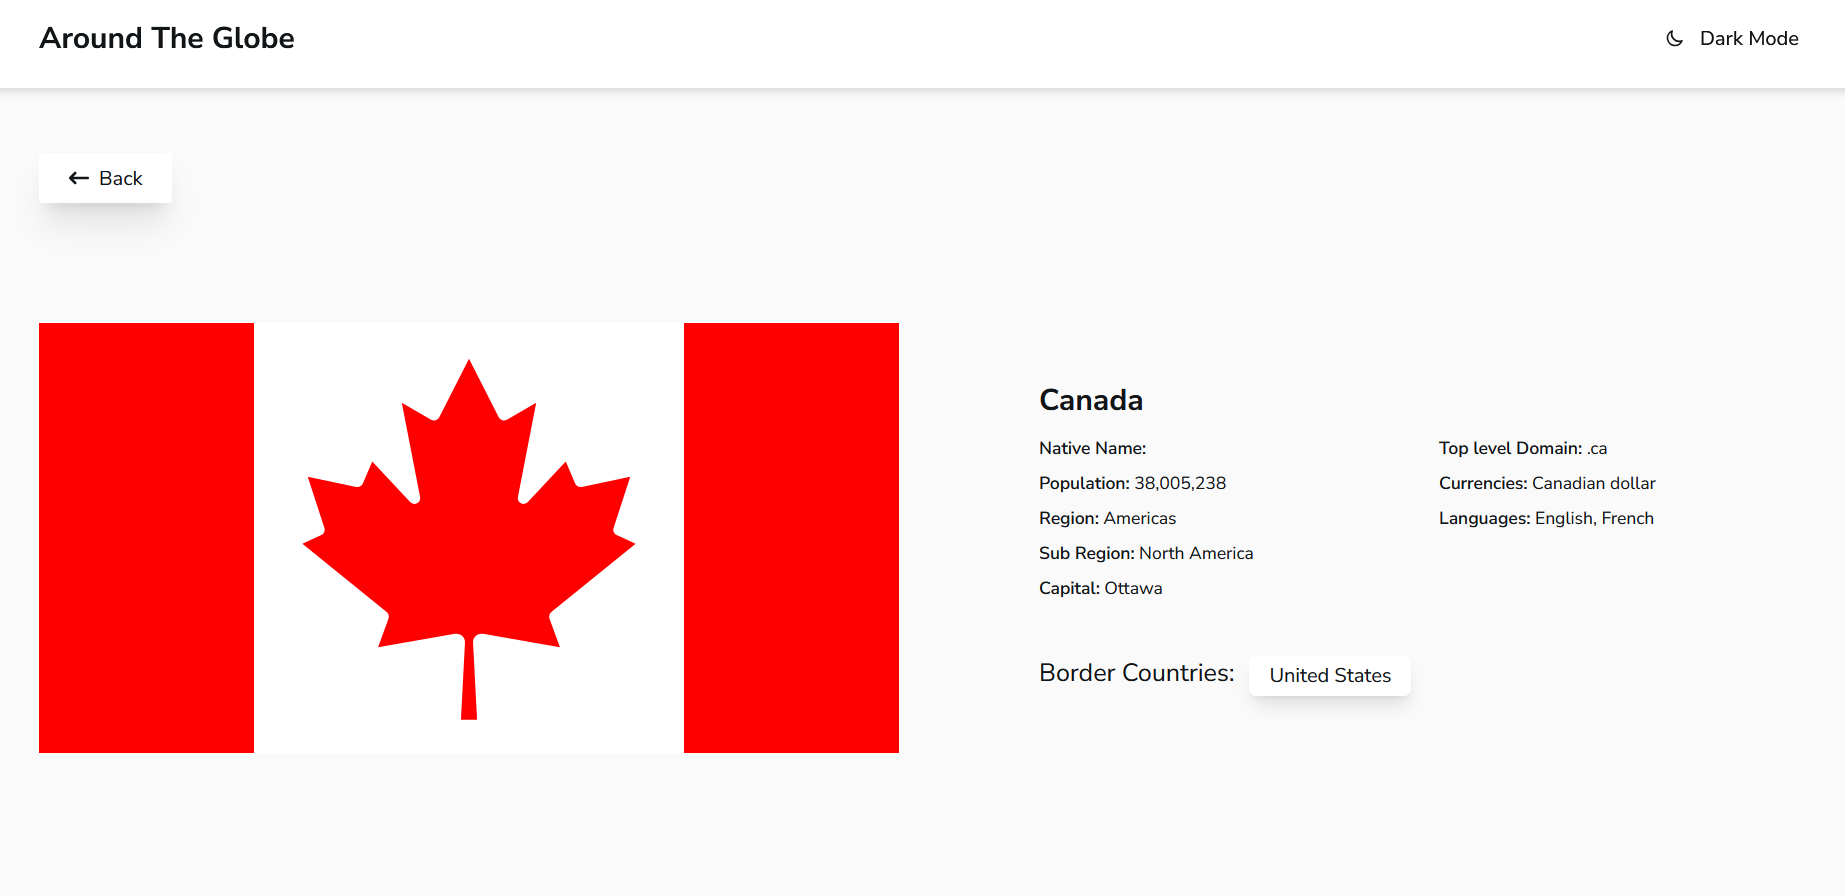 Around The Globe
Dark Mode
Back
Canada
Native Name:
Population: 38,005,238
Region: Americas
Sub Region: North America
Capital: Ottawa
Top level Domain: .ca
Currencies: Canadian dollar
Languages: English, French
Border Countries:
United States